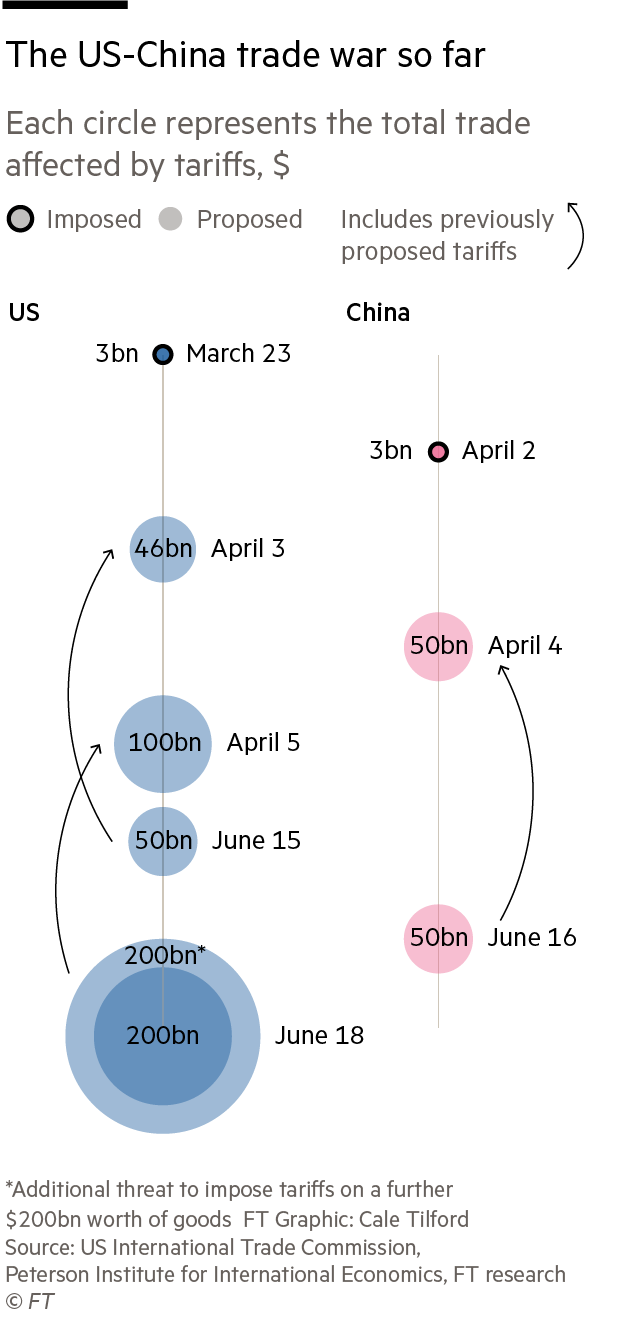 The US-China trade war so far
Each circle represents the total trade
affected by tariffs, $
Imposed Proposed
Includes previously
proposed tariffs
US China
3bn March 23
3bn April 2
46bn April 3
50bn April 4
100bn April 5
50bn June 15
50bn June 16
200bn*
200bn June 18
*Additional threat to impose tariffs on a further
$200bn worth of goods FT Graphic: Cale Tilford
Source: US International Trade Commission,
Peterson Institute for International Economics, FT research
© FT